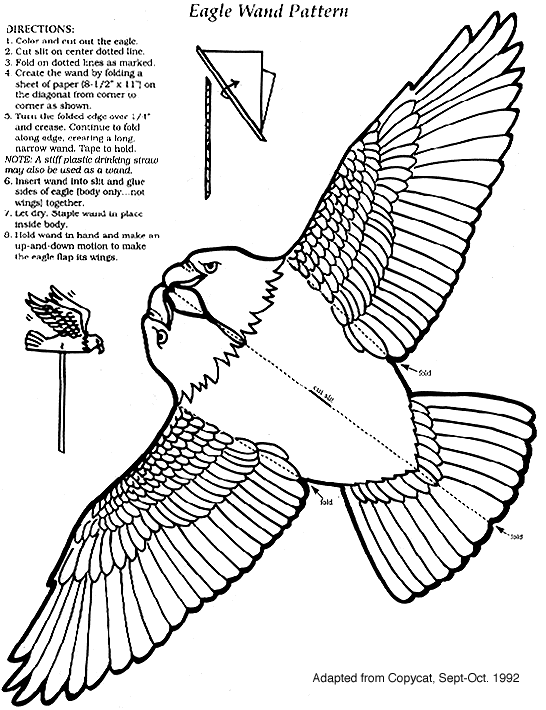 Eagle Wand Pattern
DIRECTIONS:
1. Color and cut out the eagle.
2. Cut slit on center dotted line.
3. Fold on dotted lines as marked.
4. Create the wand by folding a
sheet of paper (8-1/2" x 11") on
the diagonal from corner to
corner as shown.
5. Turn the folded edge over 1/4"
and crease. Continue to fold
along edge, creating a long,
narrow wand. Tape to hold.
NOTE: A stiff plastic drinking straw
may also be used as a wand.
6. Insert wand into slit and glue
sides of eagle (body only...not
wings) together.
7. Let dry. Staple wand in place
inside body.
8. Hold wand in hand and make an
up-and-down motion to make
the eagle flap its wings.
fold
cut slit
fold
fold
Adapted from Copycat, Sept-Oct. 1992